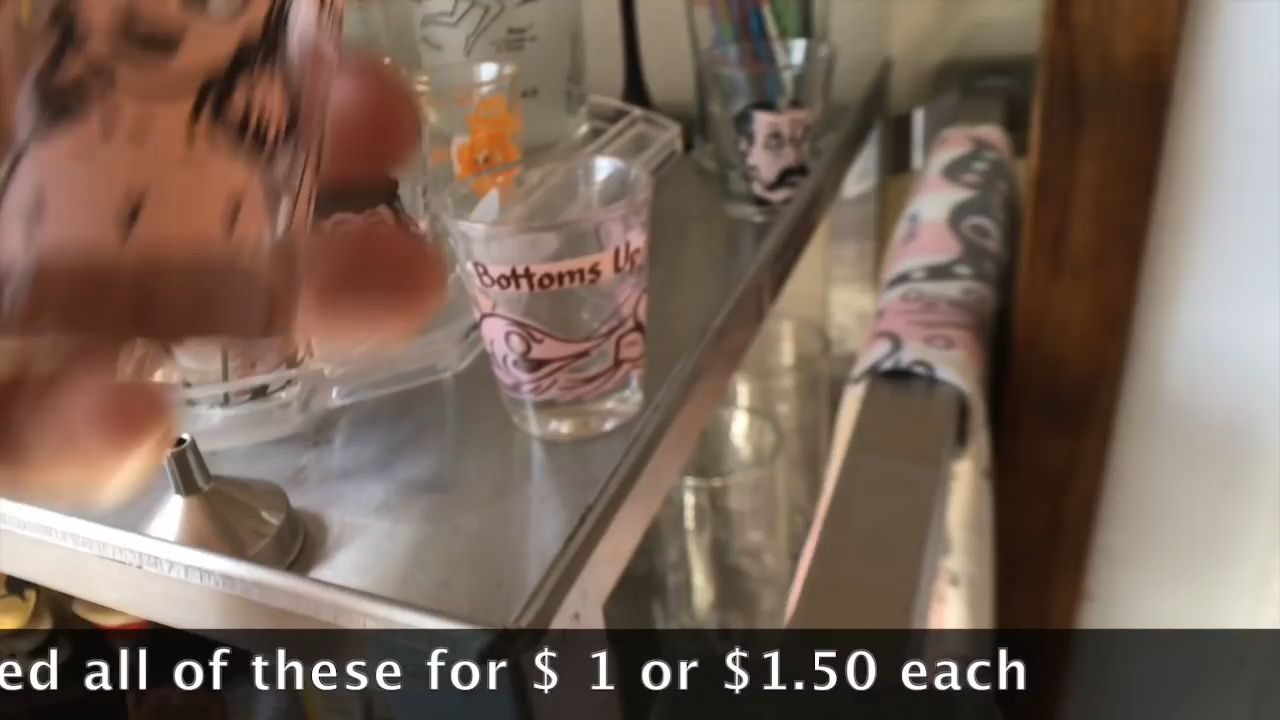 Bottoms Up
ed all of these for $ 1 or $1.50 each